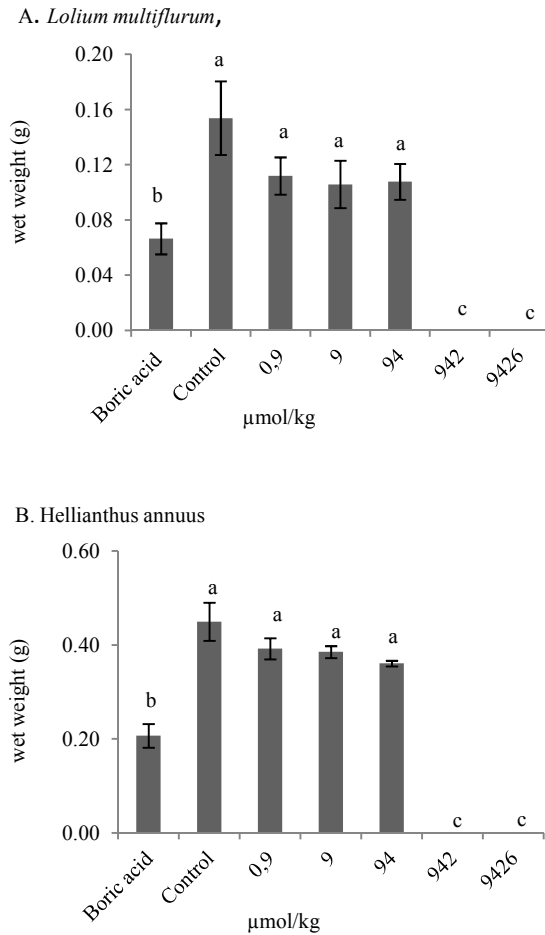 A. Lolium multiflurum,
wet weight (g)
0.20
0.16
0.12
0.08
0.04
0.00
b
a
a
a
a
c
c
Boric acid
Control
0,9
9
94
942
9426
µmol/kg
B. Hellianthus annuus
wet weight (g)
0.60
0.40
0.20
0.00
b
a
a
a
a
c
c
Boric acid
Control
0,9
9
94
942
9426
µmol/kg